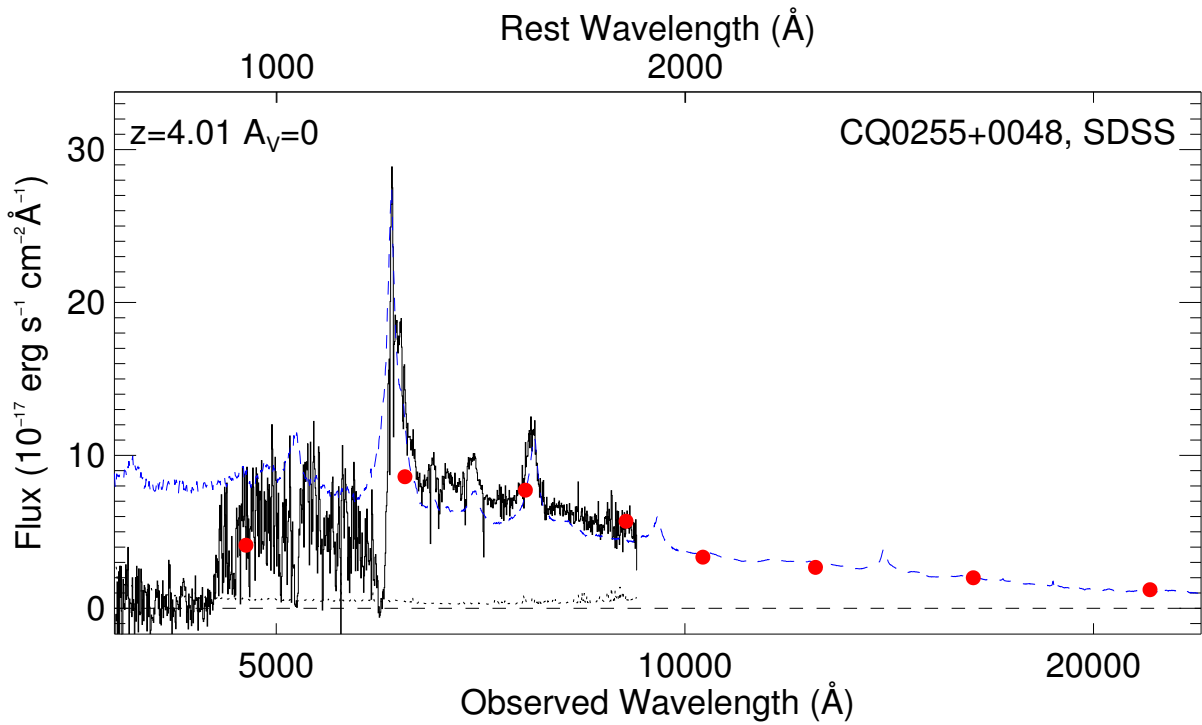 Rest Wavelength (Å)
1000 2000
z=4.01 A_V=0 CQ0255+0048, SDSS
30
20
10
0
Flux (10⁻¹⁷ erg s⁻¹ cm⁻² Å⁻¹)
5000 10000 20000
Observed Wavelength (Å)